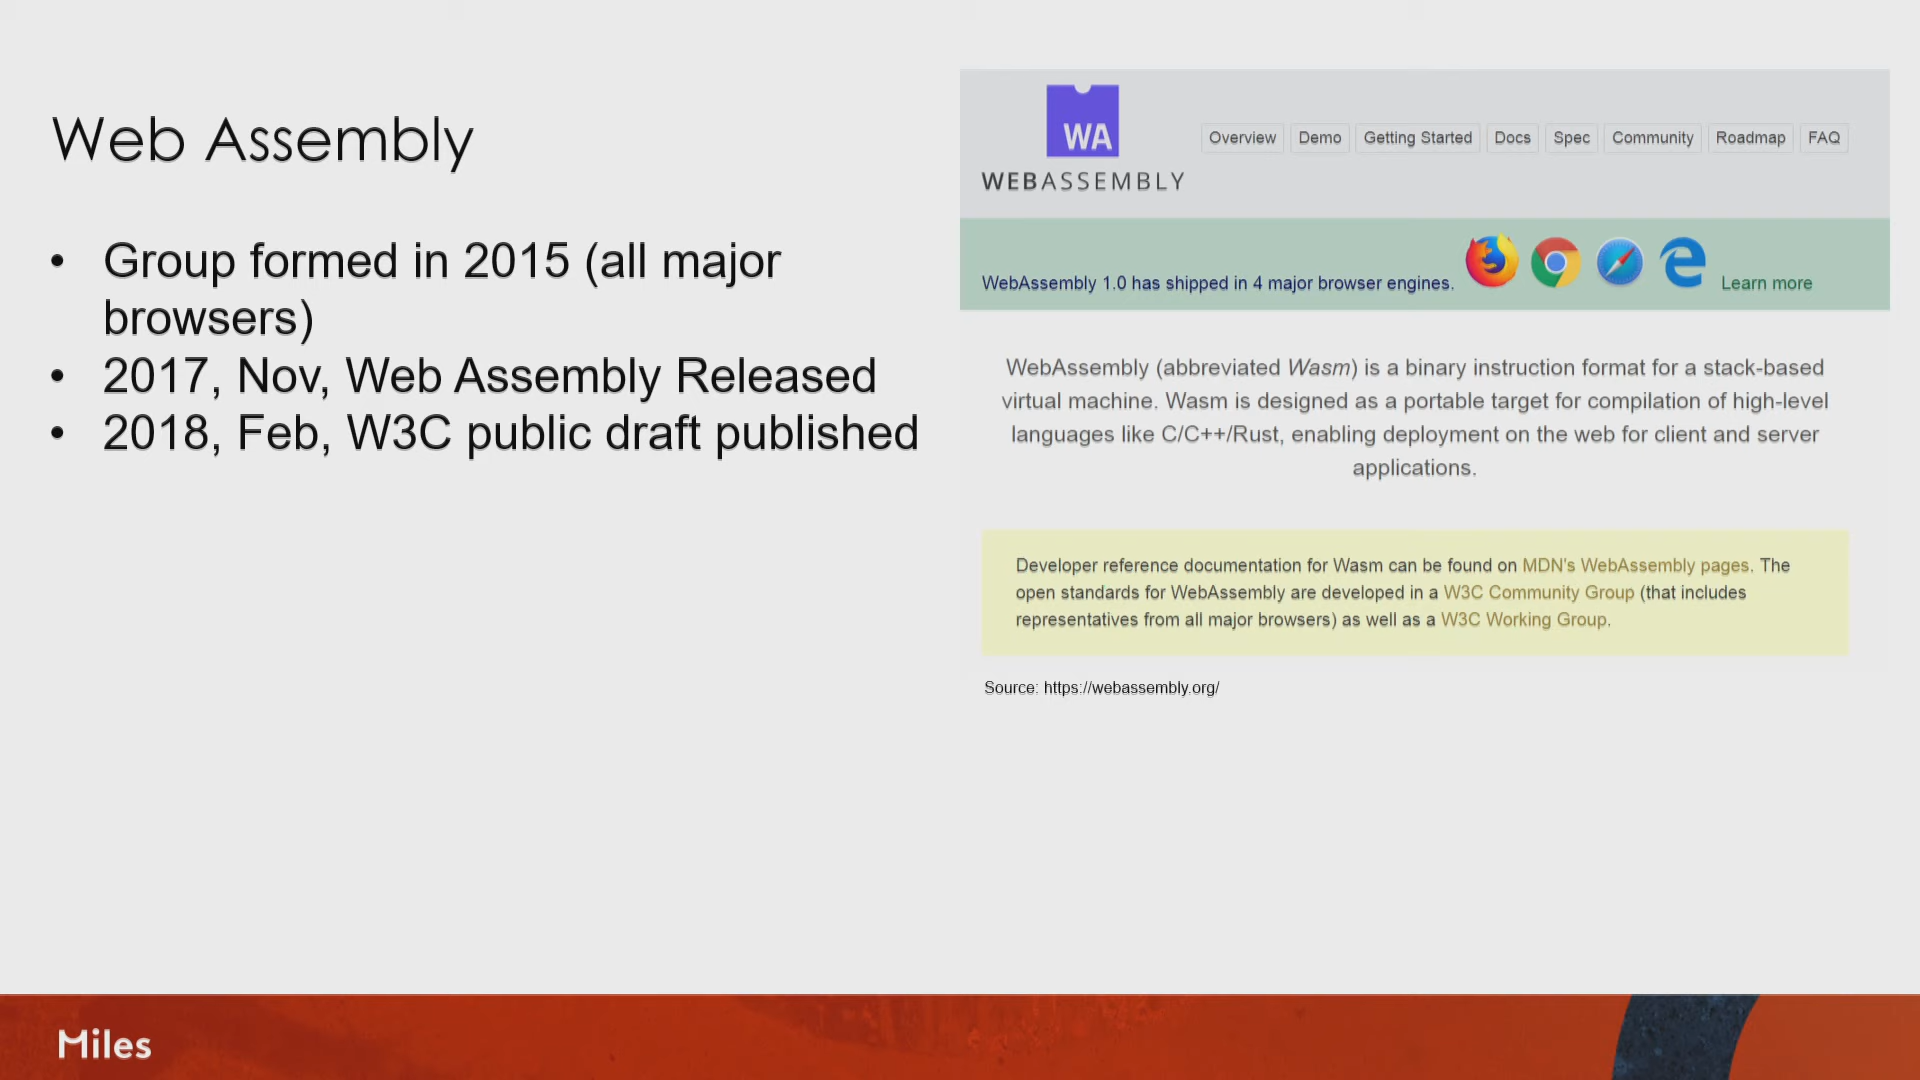 Web Assembly
• Group formed in 2015 (all major
browsers)
• 2017, Nov, Web Assembly Released
• 2018, Feb, W3C public draft published
WA
WEBASSEMBLY
Overview Demo Getting Started Docs Spec Community Roadmap FAQ
WebAssembly 1.0 has shipped in 4 major browser engines. Learn more
WebAssembly (abbreviated Wasm) is a binary instruction format for a stack-based
virtual machine. Wasm is designed as a portable target for compilation of high-level
languages like C/C++/Rust, enabling deployment on the web for client and server
applications.
Developer reference documentation for Wasm can be found on MDN's WebAssembly pages. The
open standards for WebAssembly are developed in a W3C Community Group (that includes
representatives from all major browsers) as well as a W3C Working Group.
Source: https://webassembly.org/
Miles